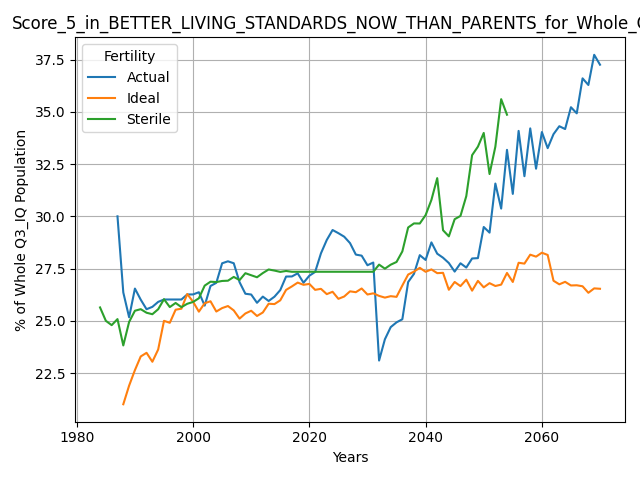 Score_5_in_BETTER_LIVING_STANDARDS_NOW_THAN_PARENTS_for_Whole_
Fertility
Actual
Ideal
Sterile
37.5
35.0
32.5
30.0
27.5
25.0
22.5
% of Whole Q3_IQ Population
1980
2000
2020
2040
2060
Years